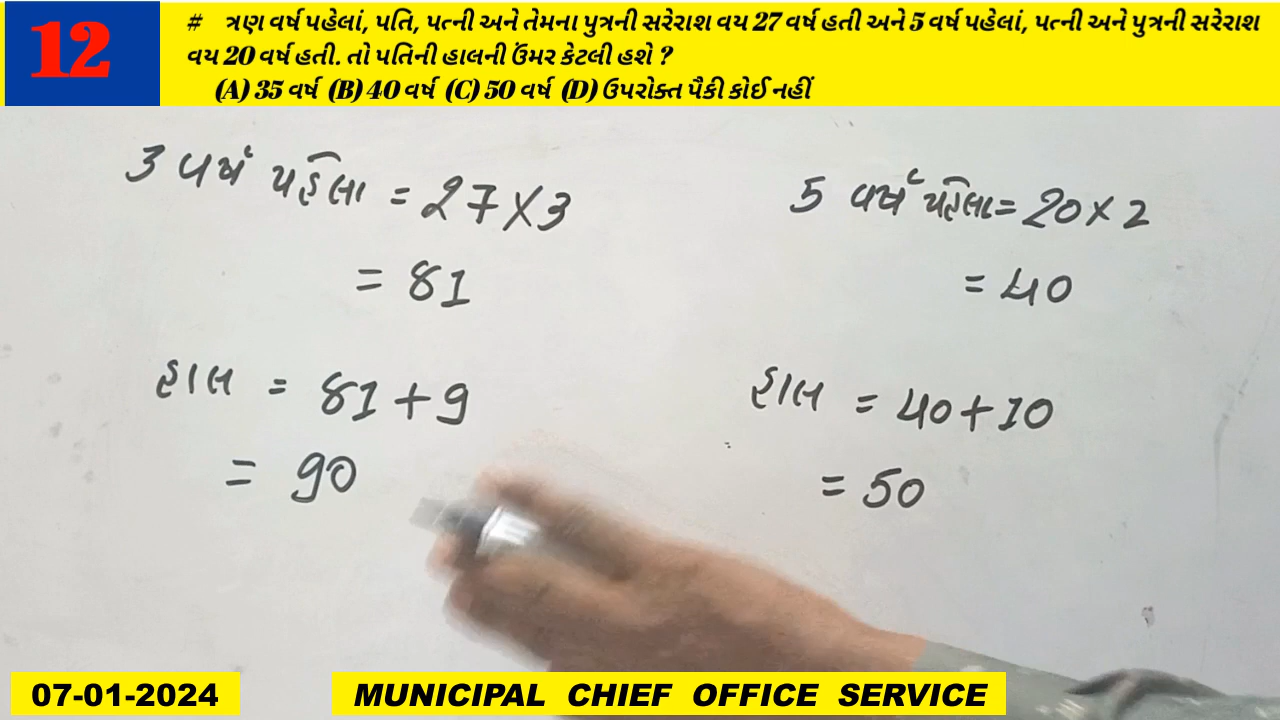 12
# ત્રણ વર્ષ પહેલાં, પતિ, પત્ની અને તેમના પુત્રની સરેરાશ વય 27 વર્ષ હતી અને 5 વર્ષ પહેલાં, પત્ની અને પુત્રની સરેરાશ
વય 20 વર્ષ હતી. તો પતિની હાલની ઉંમર કેટલી હશે ?
(A) 35 વર્ષ (B) 40 વર્ષ (C) 50 વર્ષ (D) ઉપરોક્ત પૈકી કોઈ નહીં
3 વર્ષ પહેલા = 27 X 3
= 81
હાલ = 81 + 9
= 90
5 વર્ષ પહેલા = 20 × 2
= 40
હાલ = 40 + 10
= 50
07-01-2024
MUNICIPAL CHIEF OFFICE SERVICE